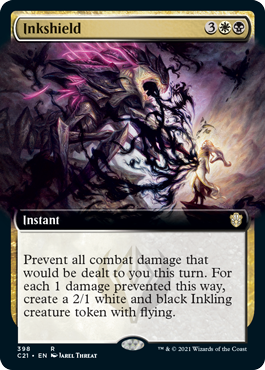 Inkshield 3
Instant
Prevent all combat damage that
would be dealt to you this turn. For
each 1 damage prevented this way,
create a 2/1 white and black Inkling
creature token with flying.
398 R
C21 • EN JAREL THREAT ™ & © 2021 Wizards of the Coast